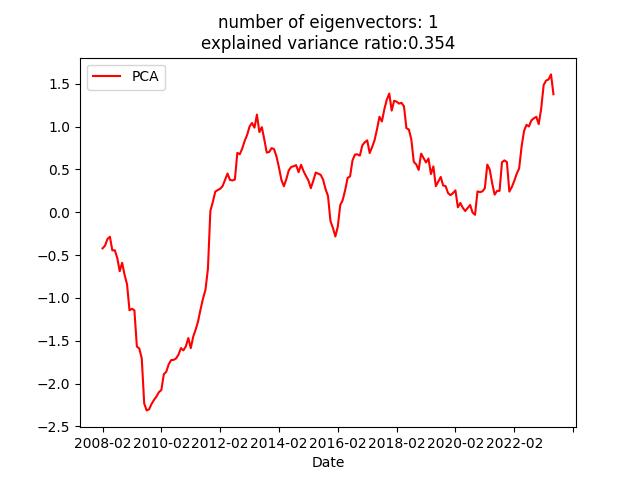 number of eigenvectors: 1
explained variance ratio:0.354
PCA
1.5
1.0
0.5
0.0
−0.5
−1.0
−1.5
−2.0
−2.5
2008-02 2010-02 2012-02 2014-02 2016-02 2018-02 2020-02 2022-02
Date